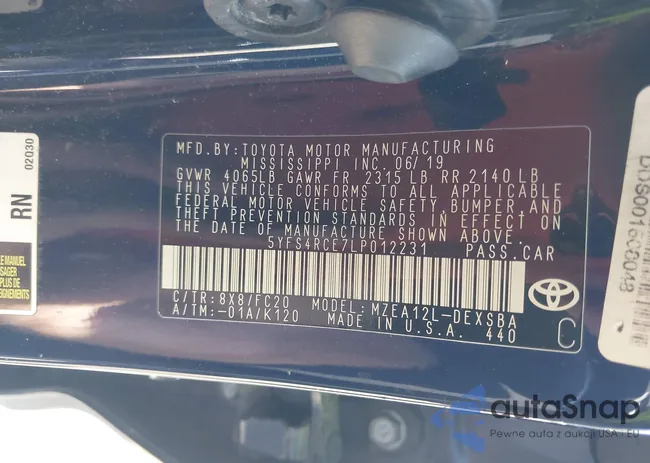 MFD.BY:TOYOTA MOTOR MANUFACTURING
MISSISSIPPI INC. 06/19
GVWR 4065LB GAWR FR 2315 LB RR 2140 LB
THIS VEHICLE CONFORMS TO ALL APPLICABLE
FEDERAL MOTOR VEHICLE SAFETY, BUMPER AND
THEFT PREVENTION STANDARDS IN EFFECT ON
THE DATE OF MANUFACTURE SHOWN ABOVE.
5YFS4RCE7LP012231 PASS.CAR
C/TR: 8X8/FC20 MODEL: MZEA12L-DEXSBA
A/TM: -01A/K120 MADE IN U.S.A. 440
C
RN
02030
autaSnap
Pewne auta z aukcji USA i EU